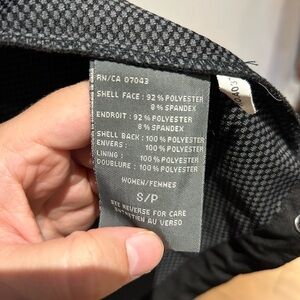 RN/CA 07043
SHELL FACE: 92% POLYESTER
8% SPANDEX
ENDROIT: 92% POLYESTER
8% SPANDEX
SHELL BACK: 100% POLYESTER
ENVERS: 100% POLYESTER
LINING: 100% POLYESTER
DOUBLURE: 100% POLYESTER
WOMEN/FEMMES
S/P
SEE REVERSE FOR CARE
ENTRETIEN AU VERSO